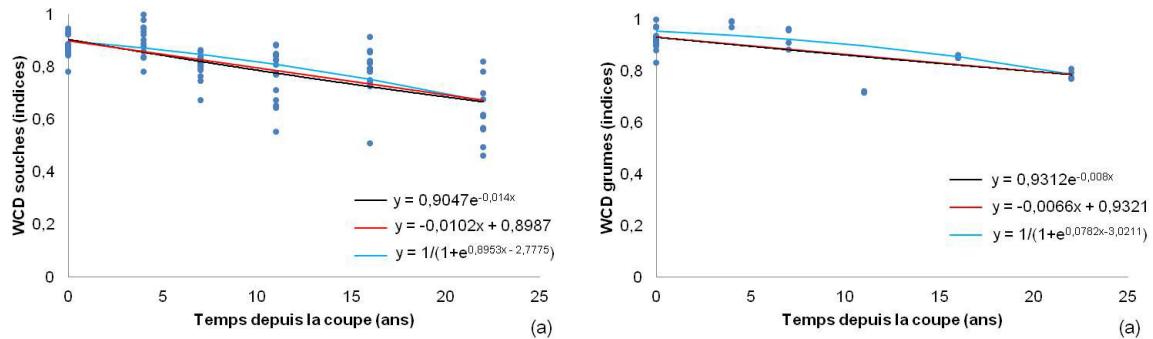 WCD souches (indices)
1
0,8
0,6
0,4
0,2
0
0 5 10 15 20 25
y = 0,9047e^-0,014x
y = -0,0102x + 0,8987
y = 1/(1+e^0,8953x - 2,7775)
Temps depuis la coupe (ans)
(a)
WCD grumes (indices)
1
0,8
0,6
0,4
0,2
0
0 5 10 15 20 25
y = 0,9312e^-0,008x
y = -0,0066x + 0,9321
y = 1/(1+e^0,0782x-3,0211)
Temps depuis la coupe (ans)
(a)